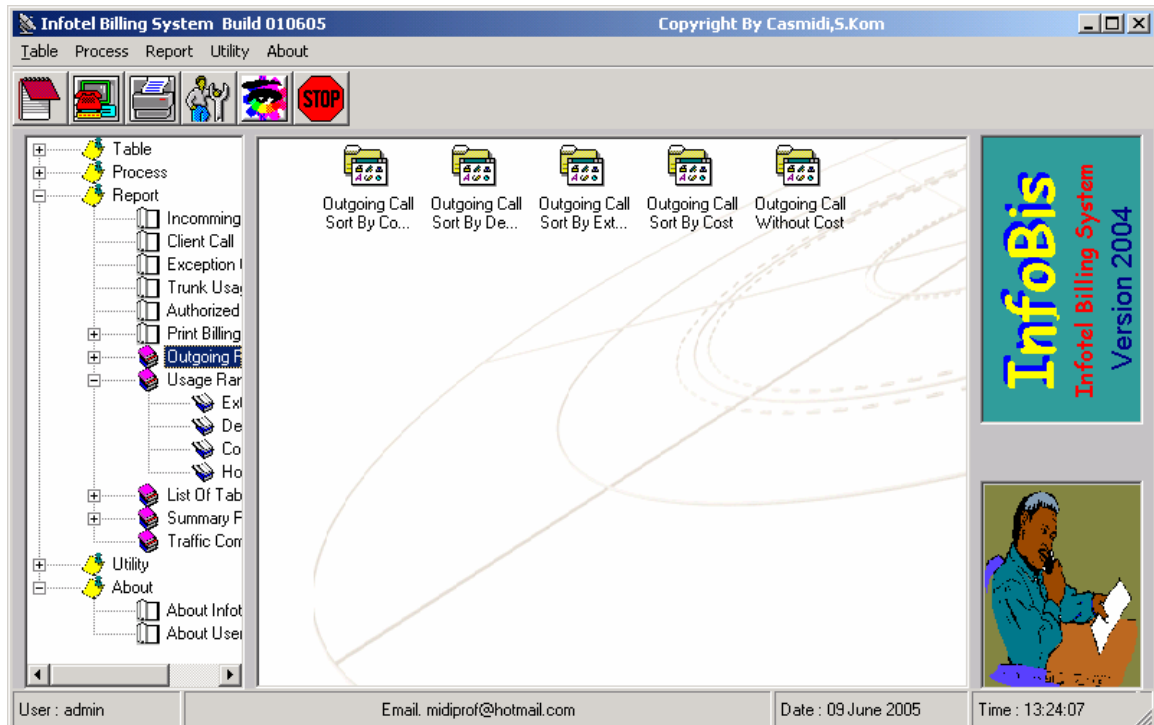 Infotel Billing System Build 010605
Copyright By Casmidi,S.Kom
Table Process Report Utility About
STOP
Table
Process
Report
Incomming
Client Call
Exception
Trunk Usa
Authorized
Print Billing
Outgoing
Usage Ran
Ext
De
Co
Ho
List Of Tab
Summary
Traffic Com
Utility
About
About Infot
About User
Outgoing Call
Sort By Co...
Outgoing Call
Sort By De...
Outgoing Call
Sort By Ext...
Outgoing Call
Sort By Cost
Outgoing Call
Without Cost
InfoBis
Infotel Billing System
Version 2004
User : admin
Email. midiprof@hotmail.com
Date : 09 June 2005
Time : 13:24:07